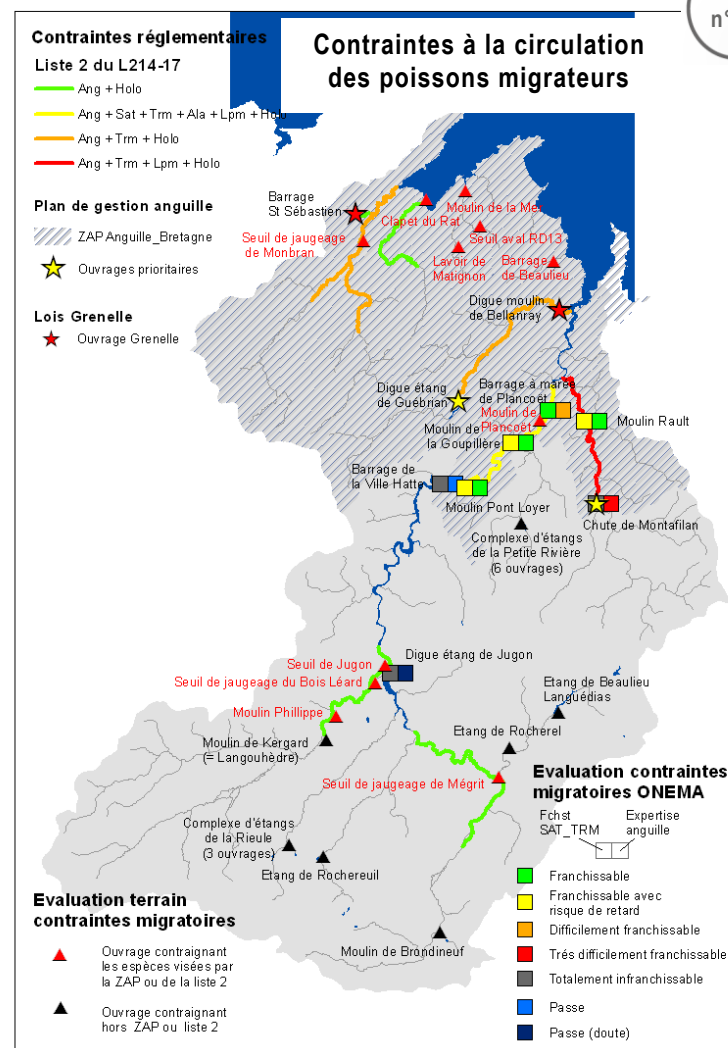 n°
Contraintes à la circulation
des poissons migrateurs
Contraintes réglementaires
Liste 2 du L214-17
Ang + Holo
Ang + Sat + Trm + Ala + Lpm + Holo
Ang + Trm + Holo
Ang + Trm + Lpm + Holo
Plan de gestion anguille
ZAP Anguille_Bretagne
Ouvrages prioritaires
Lois Grenelle
Ouvrage Grenelle
Barrage
St Sébastien
Clapet du Rat
Moulin de la Mer
Seuil de jaugeage
de Monbran
Seuil aval RD13
Lavoir de
Matignon
Barrage
de Beaulieu
Digue moulin
de Bellanray
Digue étang
de Guébrian
Barrage à marée
de Plancoët
Moulin de
Plancoët
Moulin Rault
Moulin de
la Goupillère
Barrage de
la Ville Hatte
Moulin Pont Loyer
Chute de Montafilan
Complexe d'étangs
de la Petite Rivière
(6 ouvrages)
Seuil de Jugon
Digue étang de Jugon
Seuil de jaugeage du Bois Léard
Etang de Beaulieu
Languédias
Moulin Phillippe
Etang de Rocherel
Moulin de Kergard
(= Langouhèdre)
Seuil de jaugeage de Mégrit
Complexe d'étangs
de la Rieule
(3 ouvrages)
Etang de Rochereuil
Moulin de Brondineuf
Evaluation terrain
contraintes migratoires
Ouvrage contraignant
les espèces visées par
la ZAP ou de la liste 2
Ouvrage contraignant
hors ZAP ou liste 2
Evaluation contraintes
migratoires ONEMA
Fchst
SAT_TRM
Expertise
anguille
Franchissable
Franchissable avec
risque de retard
Difficilement franchissable
Trés difficilement franchissable
Totalement infranchissable
Passe
Passe (doute)